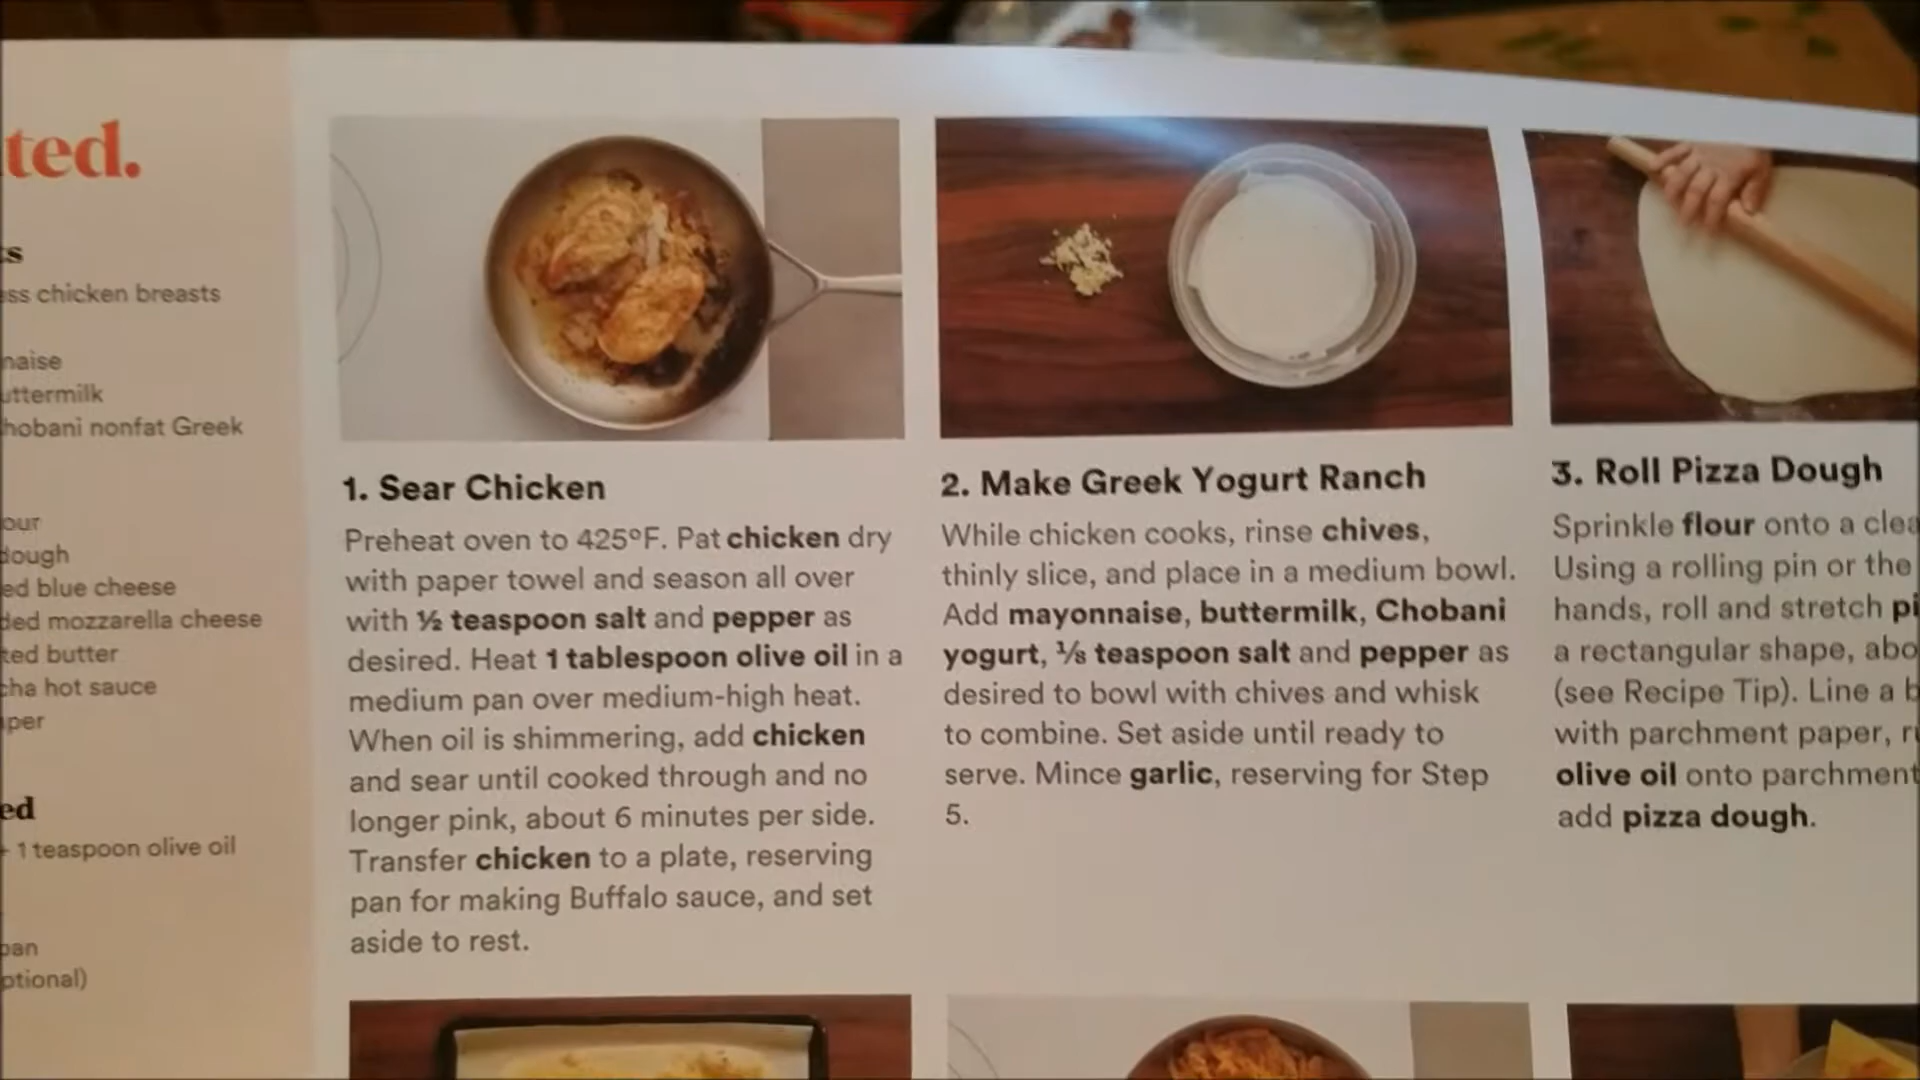 ted.
ts
ess chicken breasts
naise
uttermilk
hobani nonfat Greek
our
dough
ed blue cheese
ded mozzarella cheese
ted butter
cha hot sauce
per
ed
+ 1 teaspoon olive oil
pan
ptional)
1. Sear Chicken
Preheat oven to 425°F. Pat chicken dry
with paper towel and season all over
with ½ teaspoon salt and pepper as
desired. Heat 1 tablespoon olive oil in a
medium pan over medium-high heat.
When oil is shimmering, add chicken
and sear until cooked through and no
longer pink, about 6 minutes per side.
Transfer chicken to a plate, reserving
pan for making Buffalo sauce, and set
aside to rest.
2. Make Greek Yogurt Ranch
While chicken cooks, rinse chives,
thinly slice, and place in a medium bowl.
Add mayonnaise, buttermilk, Chobani
yogurt, ⅛ teaspoon salt and pepper as
desired to bowl with chives and whisk
to combine. Set aside until ready to
serve. Mince garlic, reserving for Step
5.
3. Roll Pizza Dough
Sprinkle flour onto a clea
Using a rolling pin or the
hands, roll and stretch pi
a rectangular shape, abo
(see Recipe Tip). Line a b
with parchment paper, ru
olive oil onto parchment
add pizza dough.